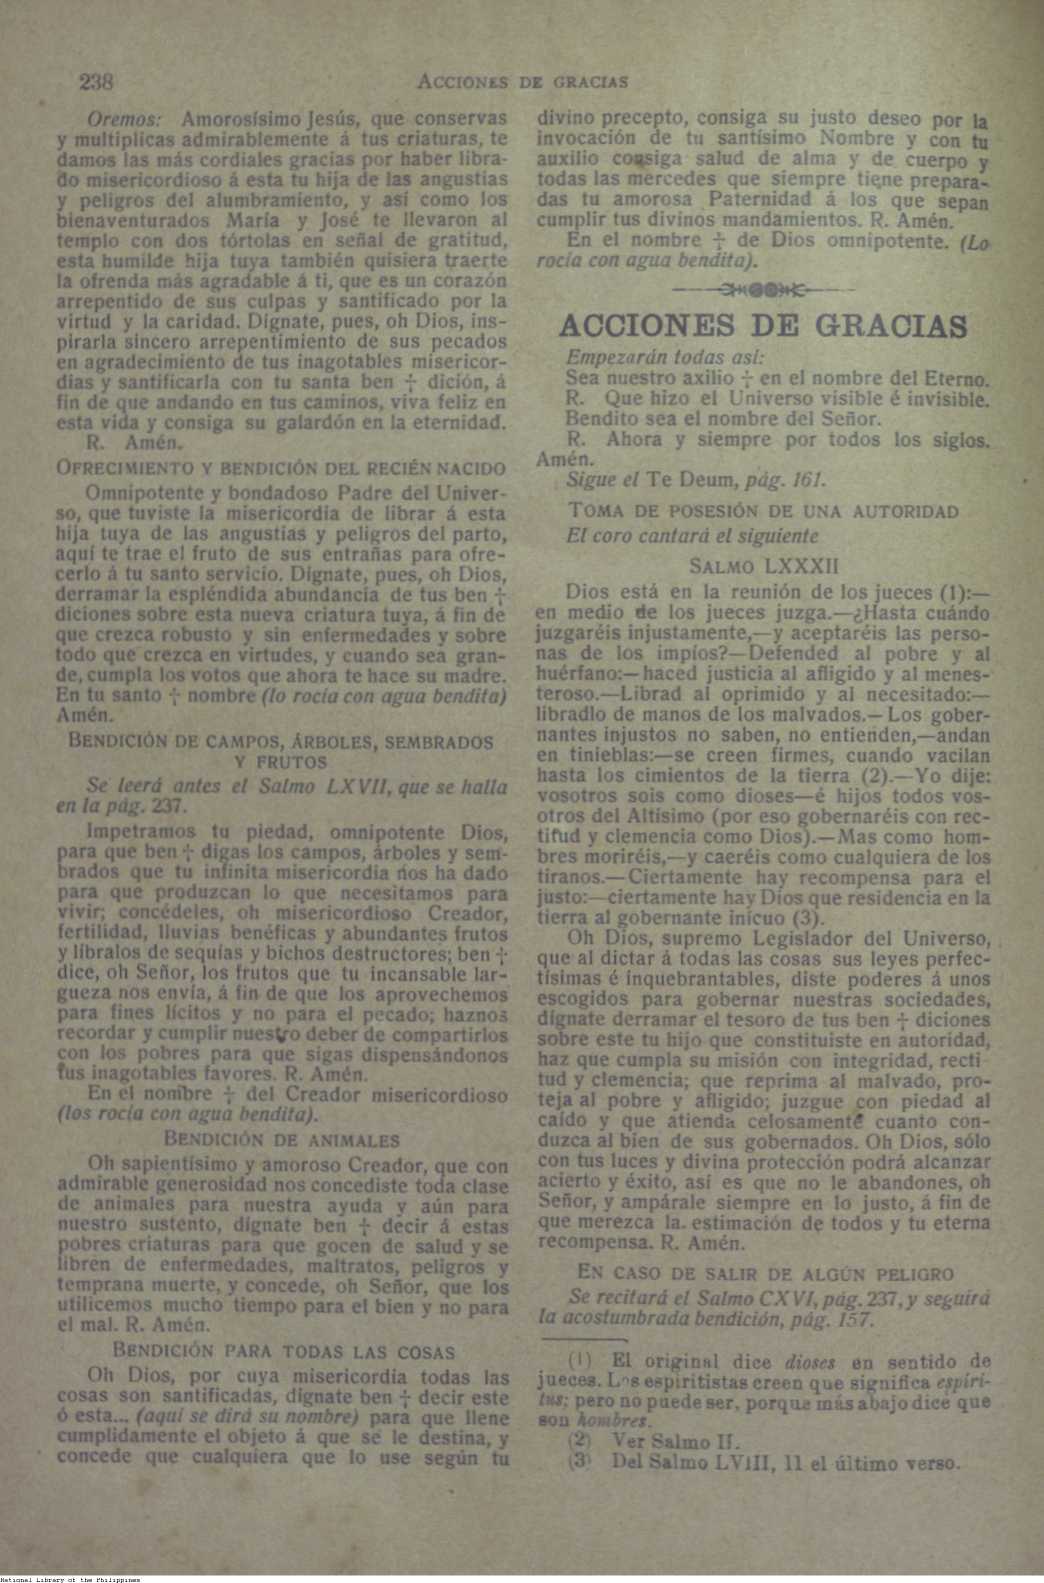 238
ACCIONES DE GRACIAS
Oremos: Amorosísimo Jesús, que conservas
y multiplicas admirablemente á tus criaturas, te
damos las más cordiales gracias por haber libra-
do misericordioso á esta tu hija de las angustias
y peligros del alumbramiento, y así como los
bienaventurados María y José te llevaron al
templo con dos tórtolas en señal de gratitud,
esta humilde hija tuya también quisiera traerte
la ofrenda más agradable á ti, que es un corazón
arrepentido de sus culpas y santificado por la
virtud y la caridad. Dígnate, pues, oh Dios, ins-
pirarla sincero arrepentimiento de sus pecados
en agradecimiento de tus inagotables misericor-
dias y santificarla con tu santa ben † dición, á
fin de que andando en tus caminos, viva feliz en
esta vida y consiga su galardón en la eternidad.
R. Amén.
OFRECIMIENTO Y BENDICIÓN DEL RECIÉN NACIDO
Omnipotente y bondadoso Padre del Univer-
so, que tuviste la misericordia de librar á esta
hija tuya de las angustias y peligros del parto,
aquí te trae el fruto de sus entrañas para ofre-
cerlo á tu santo servicio. Dígnate, pues, oh Dios,
derramar la espléndida abundancia de tus ben †
diciones sobre esta nueva criatura tuya, á fin de
que crezca robusto y sin enfermedades y sobre
todo que crezca en virtudes, y cuando sea gran-
de, cumpla los votos que ahora te hace su madre.
En tu santo † nombre (lo rocía con agua bendita)
Amén.
BENDICIÓN DE CAMPOS, ÁRBOLES, SEMBRADOS
Y FRUTOS
Se leerá antes el Salmo LXVII, que se halla
en la pág. 237.
Impetramos tu piedad, omnipotente Dios,
para que ben † digas los campos, árboles y sem-
brados que tu infinita misericordia nos ha dado
para que produzcan lo que necesitamos para
vivir; concédeles, oh misericordioso Creador,
fertilidad, lluvias benéficas y abundantes frutos
y líbralos de sequías y bichos destructores; ben †
dice, oh Señor, los frutos que tu incansable lar-
gueza nos envía, á fin de que los aprovechemos
para fines lícitos y no para el pecado; haznos
recordar y cumplir nuestro deber de compartirlos
con los pobres para que sigas dispensándonos
tus inagotables favores. R. Amén.
En el nombre † del Creador misericordioso
(los rocía con agua bendita).
BENDICIÓN DE ANIMALES
Oh sapientísimo y amoroso Creador, que con
admirable generosidad nos concediste toda clase
de animales para nuestra ayuda y aún para
nuestro sustento, dígnate ben † decir á estas
pobres criaturas para que gocen de salud y se
libren de enfermedades, maltratos, peligros y
temprana muerte, y concede, oh Señor, que los
utilicemos mucho tiempo para el bien y no para
el mal. R. Amén.
BENDICIÓN PARA TODAS LAS COSAS
Oh Dios, por cuya misericordia todas las
cosas son santificadas, dígnate ben † decir este
ó esta... (aquí se dirá su nombre) para que llene
cumplidamente el objeto á que se le destina, y
concede que cualquiera que lo use según tu
divino precepto, consiga su justo deseo por la
invocación de tu santísimo Nombre y con tu
auxilio consiga salud de alma y de cuerpo y
todas las mercedes que siempre tiene prepara-
das tu amorosa Paternidad á los que sepan
cumplir tus divinos mandamientos. R. Amén.
En el nombre † de Dios omnipotente. (Lo
rocía con agua bendita).
ACCIONES DE GRACIAS
Empezarán todas así:
Sea nuestro axilio † en el nombre del Eterno.
R. Que hizo el Universo visible é invisible.
Bendito sea el nombre del Señor.
R. Ahora y siempre por todos los siglos.
Amén.
Sigue el Te Deum, pág. 161.
TOMA DE POSESIÓN DE UNA AUTORIDAD
El coro cantará el siguiente
SALMO LXXXII
Dios está en la reunión de los jueces (1):—
en medio de los jueces juzga.—¿Hasta cuándo
juzgaréis injustamente,—y aceptaréis las perso-
nas de los impíos?—Defended al pobre y al
huérfano:—haced justicia al afligido y al menes-
teroso.—Librad al oprimido y al necesitado:—
libradlo de manos de los malvados.—Los gober-
nantes injustos no saben, no entienden,—andan
en tinieblas:—se creen firmes, cuando vacilan
hasta los cimientos de la tierra (2).—Yo dije:
vosotros sois como dioses—é hijos todos vos-
otros del Altísimo (por eso gobernaréis con rec-
titud y clemencia como Dios).—Mas como hom-
bres moriréis,—y caeréis como cualquiera de los
tiranos.—Ciertamente hay recompensa para el
justo:—ciertamente hay Dios que residencia en la
tierra al gobernante inicuo (3).
Oh Dios, supremo Legislador del Universo,
que al dictar á todas las cosas sus leyes perfec-
tísimas é inquebrantables, diste poderes á unos
escogidos para gobernar nuestras sociedades,
dígnate derramar el tesoro de tus ben † diciones
sobre este tu hijo que constituiste en autoridad,
haz que cumpla su misión con integridad, recti
tud y clemencia; que reprima al malvado, pro-
teja al pobre y afligido; juzgue con piedad al
caído y que atienda celosamente cuanto con-
duzca al bien de sus gobernados. Oh Dios, sólo
con tus luces y divina protección podrá alcanzar
acierto y éxito, así es que no le abandones, oh
Señor, y ampárale siempre en lo justo, á fin de
que merezca la. estimación de todos y tu eterna
recompensa. R. Amén.
EN CASO DE SALIR DE ALGÚN PELIGRO
Se recitará el Salmo CXVI, pág. 237, y seguirá
la acostumbrada bendición, pág. 157.
(1) El original dice dioses en sentido de
jueces. Los espiritistas creen que significa espíri-
tus; pero no puede ser, porque más abajo dice que
son hombres.
(2) Ver Salmo II.
(3) Del Salmo LVIII, 11 el último verso.
National Library of the Philippines